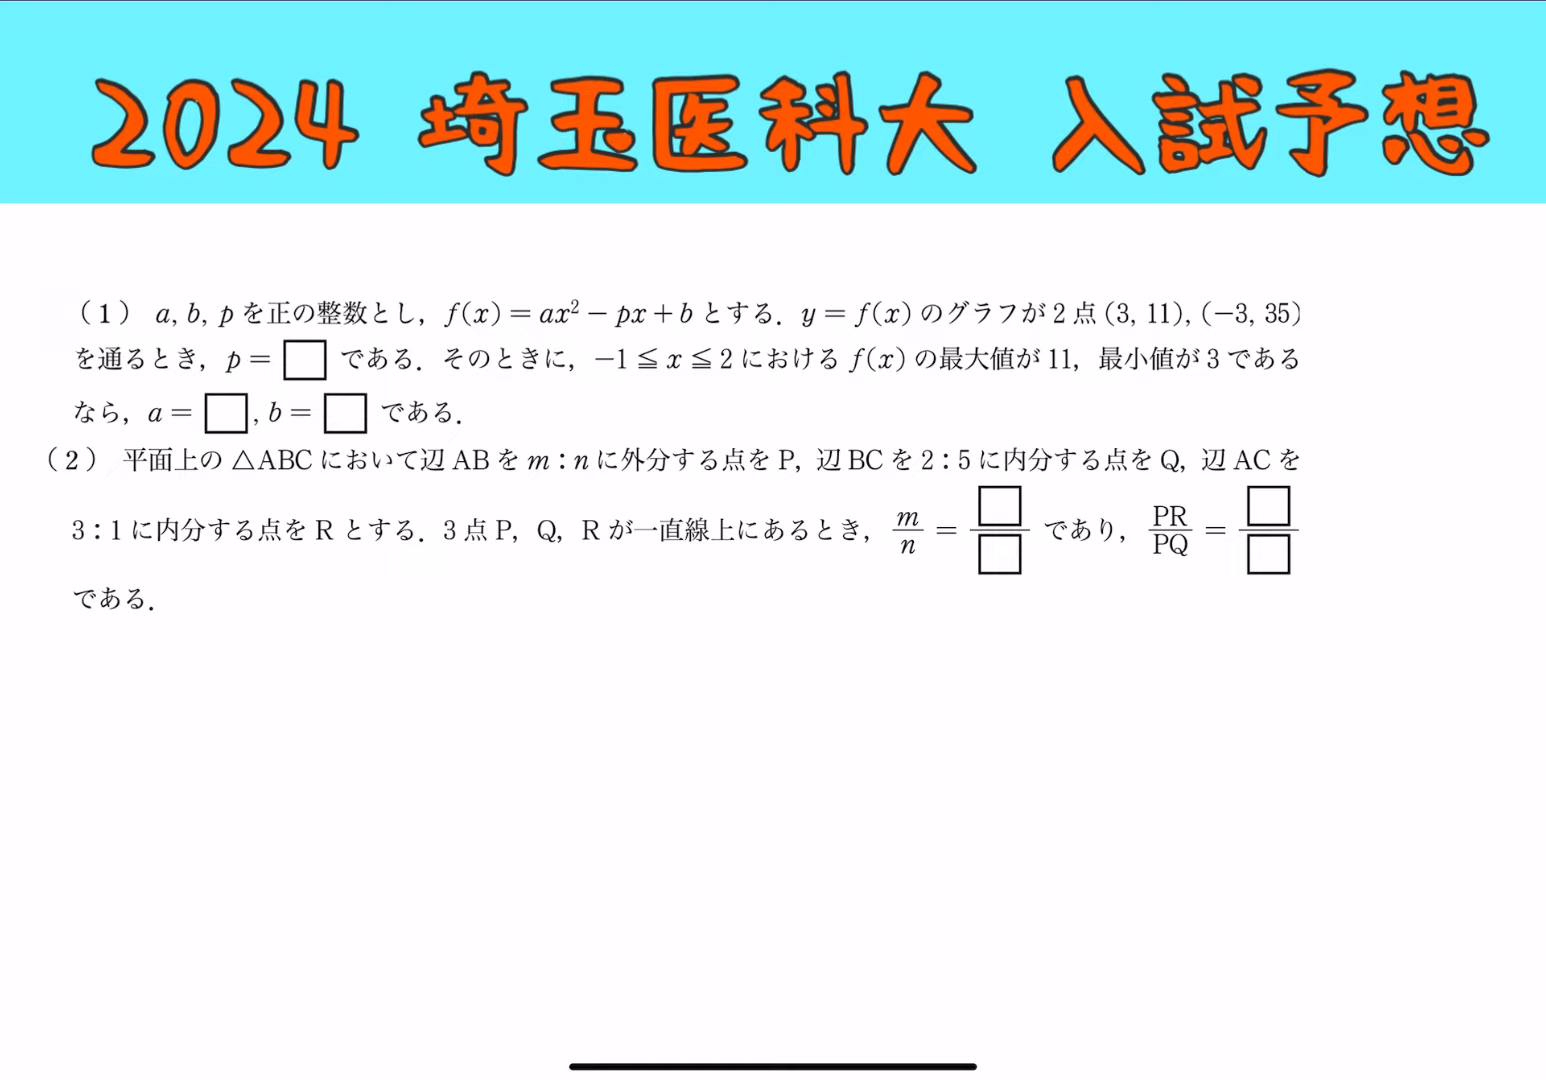 2024 埼玉医科大 入試予想
(1) a, b, p を正の整数とし，f(x) = ax² − px + b とする．y = f(x) のグラフが 2 点 (3, 11), (−3, 35)
を通るとき，p = □ である．そのときに，−1 ≦ x ≦ 2 における f(x) の最大値が 11，最小値が 3 である
なら，a = □, b = □ である．
(2) 平面上の △ABC において辺 AB を m : n に外分する点を P, 辺 BC を 2 : 5 に内分する点を Q, 辺 AC を
3 : 1 に内分する点を R とする．3 点 P, Q, R が一直線上にあるとき，m/n = □/□ であり，PR/PQ = □/□
である．